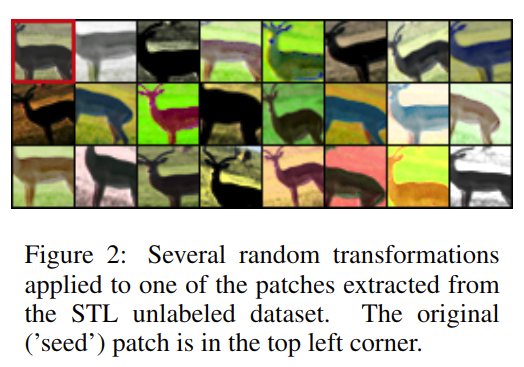 Figure 2: Several random transformations
applied to one of the patches extracted from
the STL unlabeled dataset. The original
('seed') patch is in the top left corner.